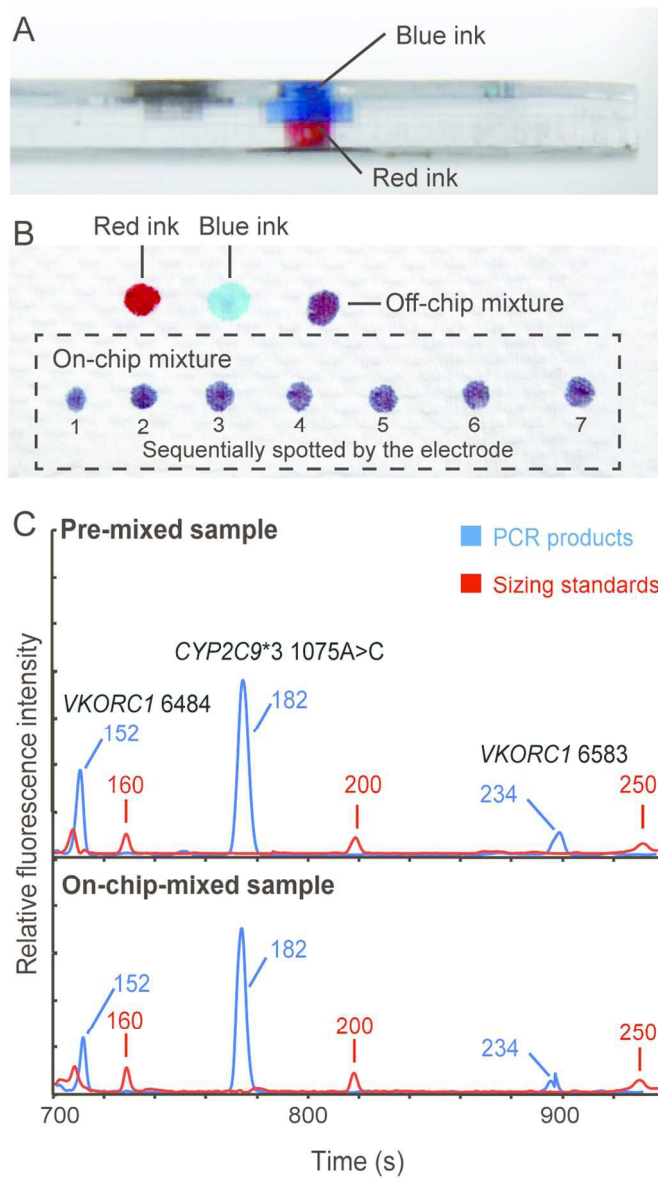 A
Blue ink
Red ink
B
Red ink
Blue ink
Off-chip mixture
On-chip mixture
1 2 3 4 5 6 7
Sequentially spotted by the electrode
C
Pre-mixed sample
PCR products
Sizing standards
CYP2C9*3 1075A>C
VKORC1 6484
182
152
VKORC1 6583
160
200
234
250
On-chip-mixed sample
182
152
160
200
250
234
700 800 900
Time (s)
Relative fluorescence intensity